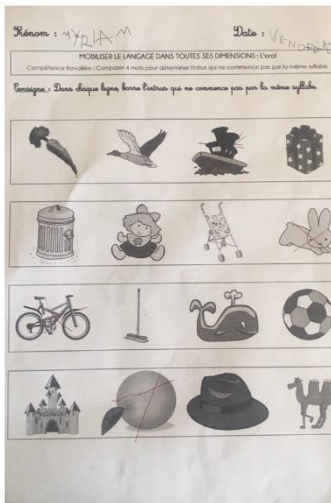 Prénom : MYRIAM Date : VENDR
MOBILISER LE LANGAGE DANS TOUTES SES DIMENSIONS : L'oral
Compétence travaillée : Comparer 4 mots pour déterminer l'intrus qui ne commence pas par la même syllabe.
Consigne : Dans chaque ligne, barre l'intrus qui ne commence pas par la même syllabe.